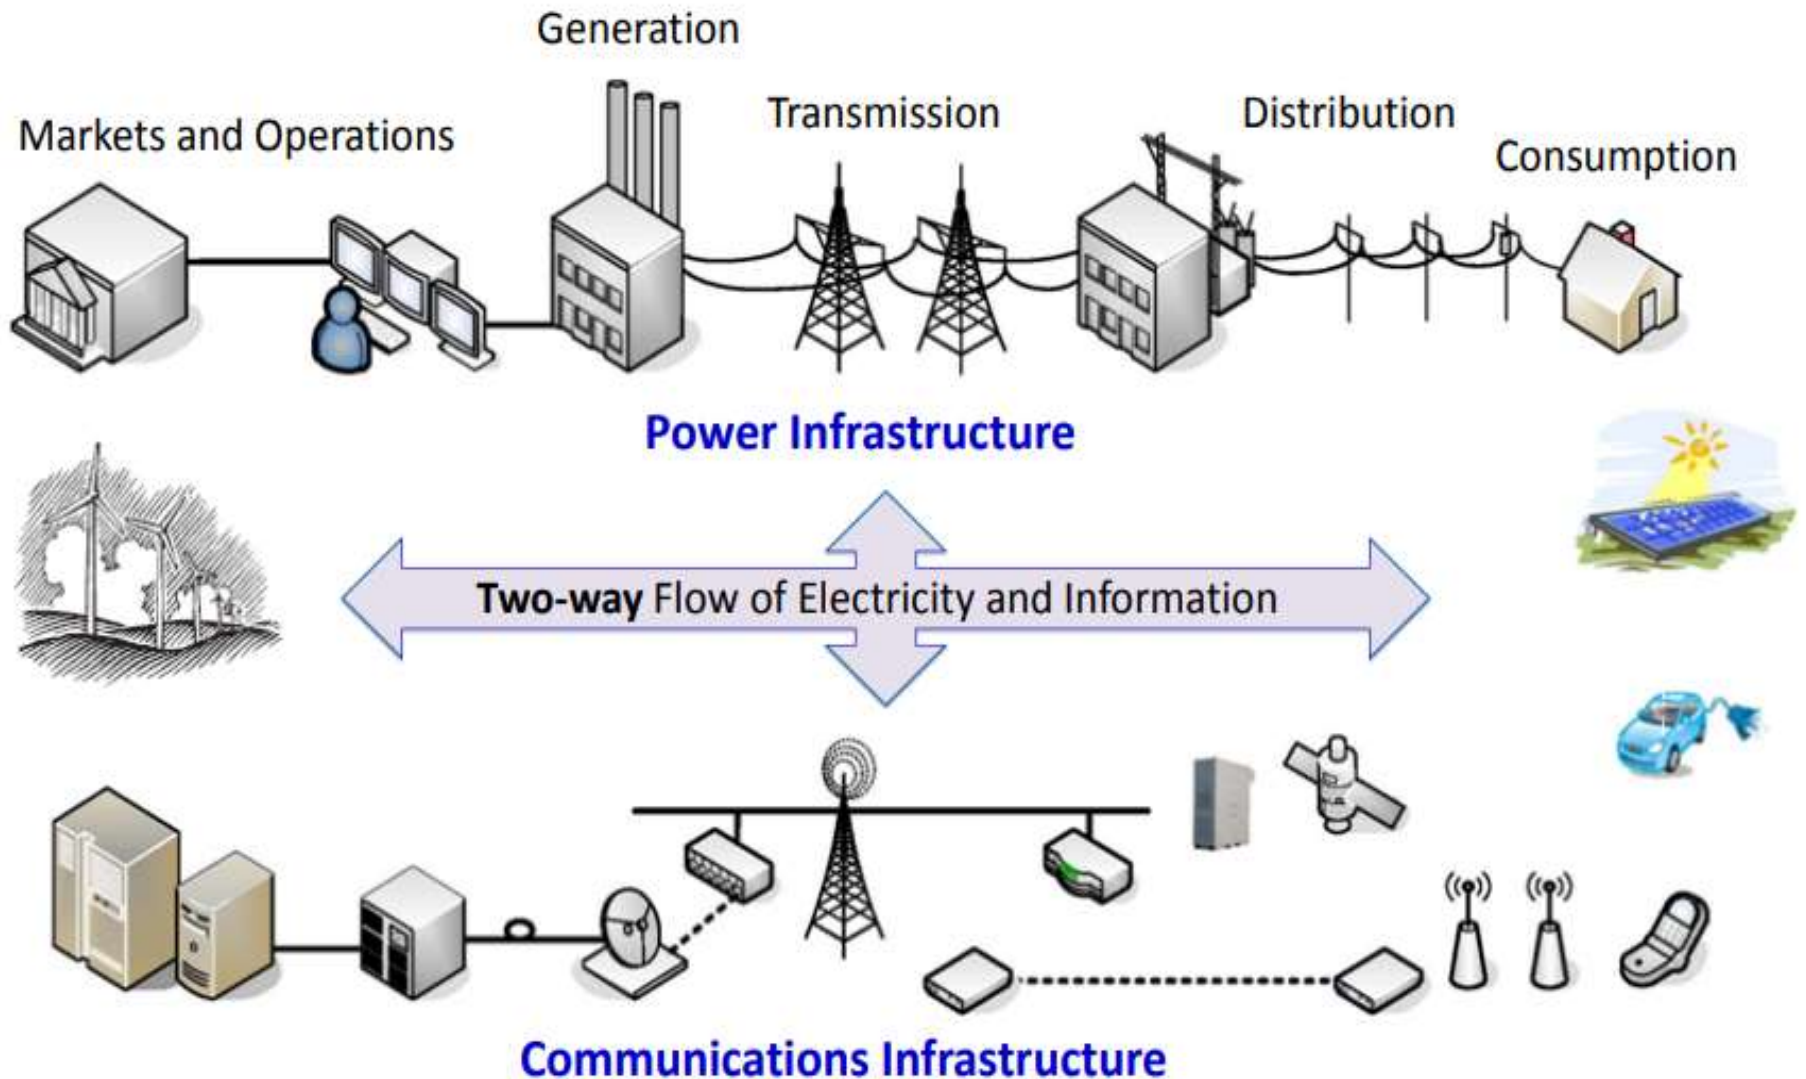 Generation
Markets and Operations
Transmission
Distribution
Consumption
Power Infrastructure
Two-way Flow of Electricity and Information
Communications Infrastructure